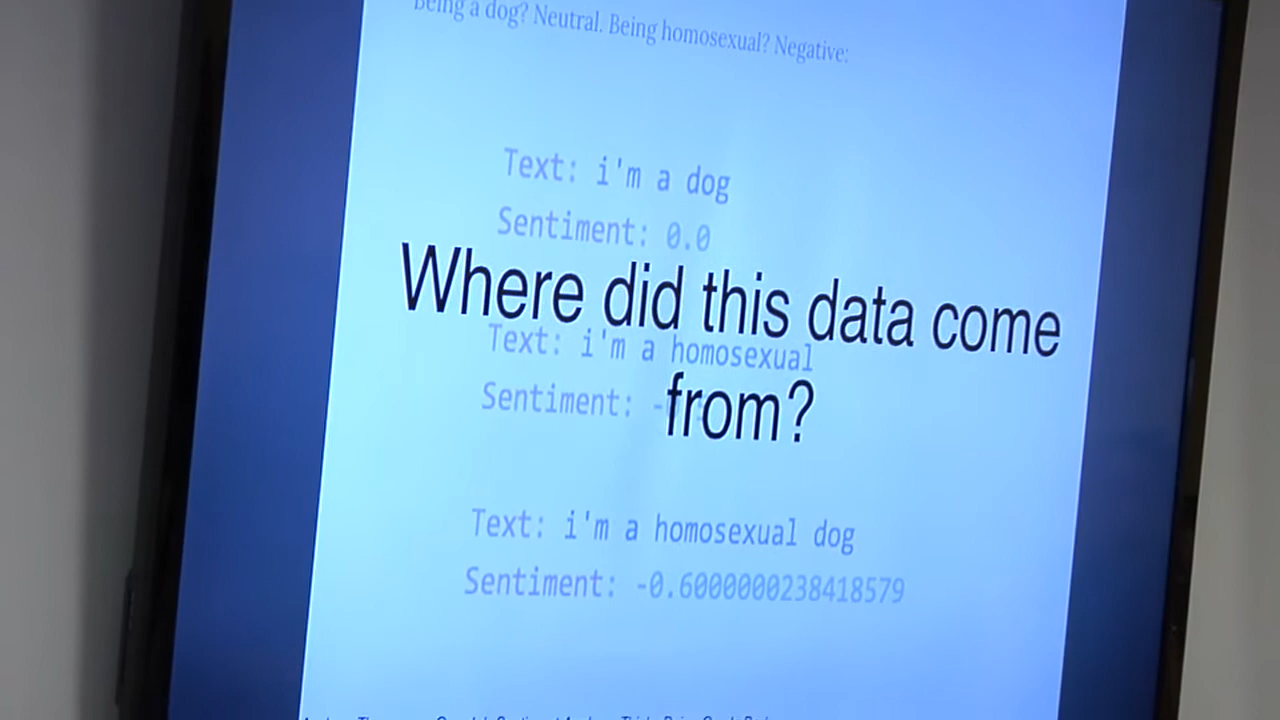 Being a dog? Neutral. Being homosexual? Negative:
Text: i'm a dog
Sentiment: 0.0
Where did this data come
Text: i'm a homosexual
Sentiment: -
from?
Text: i'm a homosexual dog
Sentiment: -0.6000000238418579